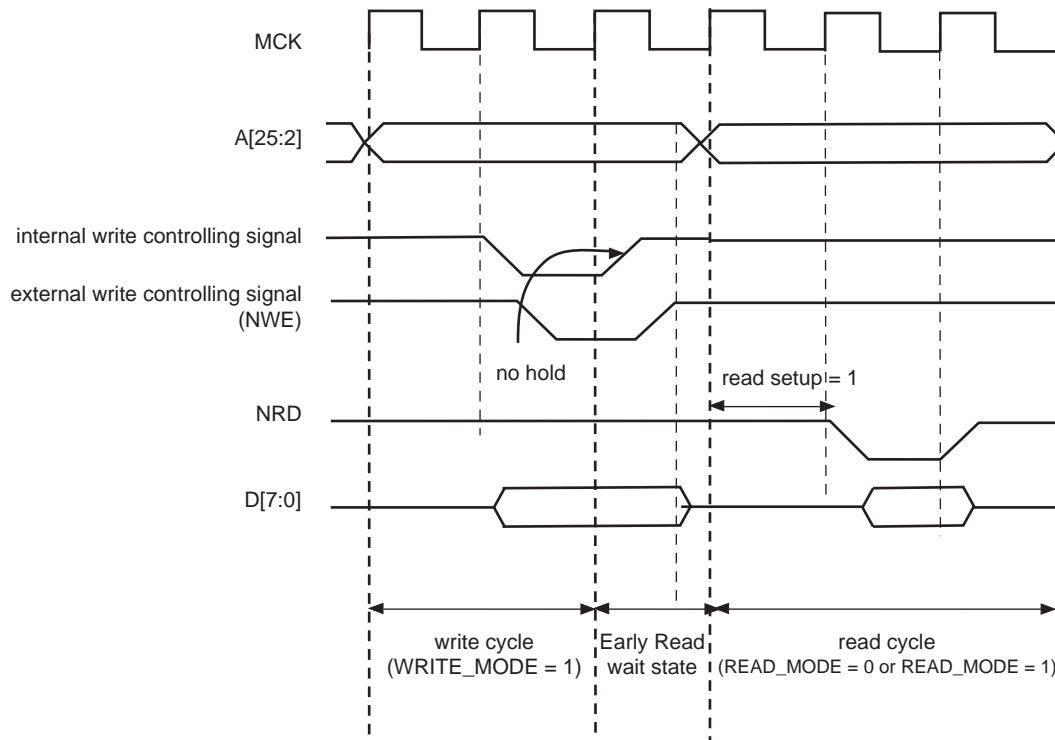 MCK
A[25:2]
internal write controlling signal
external write controlling signal
(NWE)
no hold
read setup = 1
NRD
D[7:0]
write cycle
(WRITE_MODE = 1)
Early Read
wait state
read cycle
(READ_MODE = 0 or READ_MODE = 1)